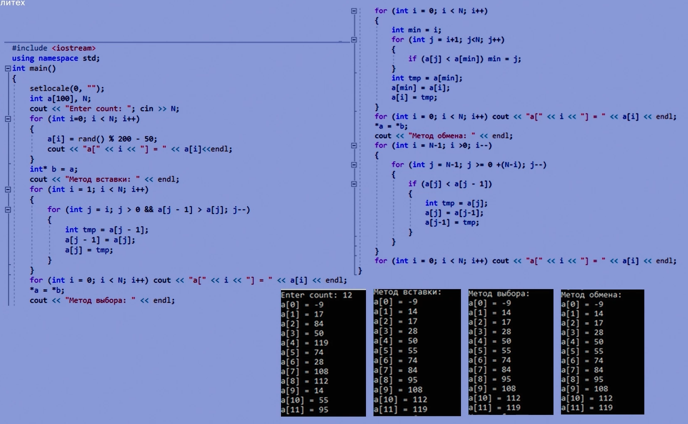 литех
#include <iostream>
using namespace std;
int main()
{
setlocale(0, "");
int a[100], N;
cout << "Enter count: "; cin >> N;
for (int i=0; i < N; i++)
{
a[i] = rand() % 200 - 50;
cout << "a[" << i << "] = " << a[i]<<endl;
}
int* b = a;
cout << "Метод вставки: " << endl;
for (int i = 1; i < N; i++)
{
for (int j = i; j > 0 && a[j - 1] > a[j]; j--)
{
int tmp = a[j - 1];
a[j - 1] = a[j];
a[j] = tmp;
}
}
for (int i = 0; i < N; i++) cout << "a[" << i << "] = " << a[i] << endl;
*a = *b;
cout << "Метод выбора: " << endl;
for (int i = 0; i < N; i++)
{
int min = i;
for (int j = i+1; j<N; j++)
{
if (a[j] < a[min]) min = j;
}
int tmp = a[min];
a[min] = a[i];
a[i] = tmp;
}
for (int i = 0; i < N; i++) cout << "a[" << i << "] = " << a[i] << endl;
*a = *b;
cout << "Метод обмена: " << endl;
for (int i = N-1; i >0; i--)
{
for (int j = N-1; j >= 0 +(N-i); j--)
{
if (a[j] < a[j - 1])
{
int tmp = a[j];
a[j] = a[j-1];
a[j-1] = tmp;
}
}
}
for (int i = 0; i < N; i++) cout << "a[" << i << "] = " << a[i] << endl;
}
Enter count: 12
a[0] = -9
a[1] = 17
a[2] = 84
a[3] = 50
a[4] = 119
a[5] = 74
a[6] = 28
a[7] = 108
a[8] = 112
a[9] = 14
a[10] = 55
a[11] = 95
Метод вставки:
a[0] = -9
a[1] = 14
a[2] = 17
a[3] = 28
a[4] = 50
a[5] = 55
a[6] = 74
a[7] = 84
a[8] = 95
a[9] = 108
a[10] = 112
a[11] = 119
Метод выбора:
a[0] = -9
a[1] = 14
a[2] = 17
a[3] = 28
a[4] = 50
a[5] = 55
a[6] = 74
a[7] = 84
a[8] = 95
a[9] = 108
a[10] = 112
a[11] = 119
Метод обмена:
a[0] = -9
a[1] = 14
a[2] = 17
a[3] = 28
a[4] = 50
a[5] = 55
a[6] = 74
a[7] = 84
a[8] = 95
a[9] = 108
a[10] = 112
a[11] = 119